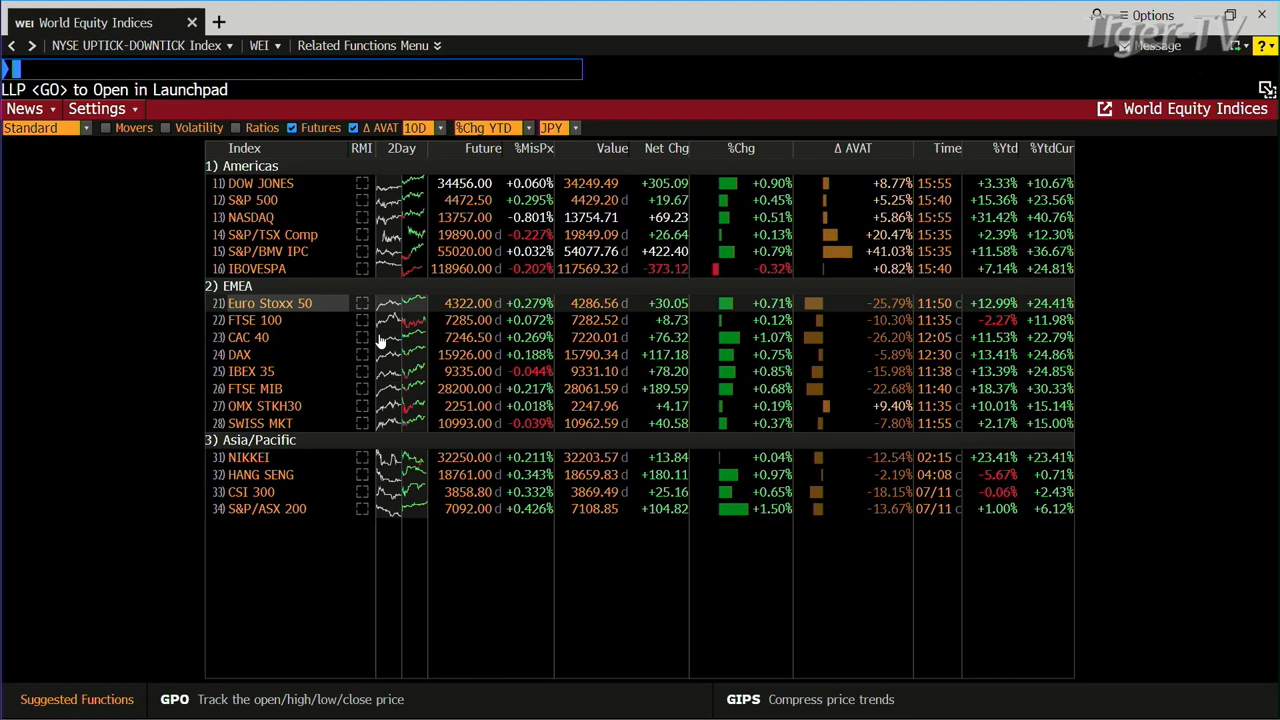 WEI World Equity Indices × +
Options
Tiger-TV
NYSE UPTICK-DOWNTICK Index WEI Related Functions Menu Message ?
LLP <GO> to Open in Launchpad
News Settings World Equity Indices
Standard Movers Volatility Ratios Futures Δ AVAT 10D %Chg YTD JPY
Index RMI 2Day Future %MisPx Value Net Chg %Chg Δ AVAT Time %Ytd %YtdCur
1) Americas
11) DOW JONES 34456.00 +0.060% 34249.49 +305.09 +0.90% +8.77% 15:55 +3.33% +10.67%
12) S&P 500 4472.50 +0.295% 4429.20 d +19.67 +0.45% +5.25% 15:40 +15.36% +23.56%
13) NASDAQ 13757.00 -0.801% 13754.71 +69.23 +0.51% +5.86% 15:55 +31.42% +40.76%
14) S&P/TSX Comp 19890.00 d -0.227% 19849.09 d +26.64 +0.13% +20.47% 15:35 +2.39% +12.30%
15) S&P/BMV IPC 55020.00 d +0.032% 54077.76 d +422.40 +0.79% +41.03% 15:35 +11.58% +36.67%
16) IBOVESPA 118960.00 d -0.202% 117569.32 d -373.12 -0.32% +0.82% 15:40 +7.14% +24.81%
2) EMEA
21) Euro Stoxx 50 4322.00 d +0.279% 4286.56 d +30.05 +0.71% -25.79% 11:50 c +12.99% +24.41%
22) FTSE 100 7285.00 d +0.072% 7282.52 d +8.73 +0.12% -10.30% 11:35 c -2.27% +11.98%
23) CAC 40 7246.50 d +0.269% 7220.01 d +76.32 +1.07% -26.20% 12:05 c +11.53% +22.79%
24) DAX 15926.00 d +0.188% 15790.34 d +117.18 +0.75% -5.89% 12:30 c +13.41% +24.86%
25) IBEX 35 9335.00 d -0.044% 9331.10 d +78.20 +0.85% -15.98% 11:38 c +13.39% +24.85%
26) FTSE MIB 28200.00 d +0.217% 28061.59 d +189.59 +0.68% -22.68% 11:40 c +18.37% +30.33%
27) OMX STKH30 2251.00 d +0.018% 2247.96 d +4.17 +0.19% +9.40% 11:35 c +10.01% +15.14%
28) SWISS MKT 10993.00 d -0.039% 10962.59 d +40.58 +0.37% -7.80% 11:55 c +2.17% +15.00%
3) Asia/Pacific
31) NIKKEI 32250.00 d +0.211% 32203.57 d +13.84 +0.04% -12.54% 02:15 c +23.41% +23.41%
32) HANG SENG 18761.00 d +0.343% 18659.83 d +180.11 +0.97% -2.19% 04:08 c -5.67% +0.71%
33) CSI 300 3858.80 d +0.332% 3869.49 d +25.16 +0.65% -18.15% 07/11 c -0.06% +2.43%
34) S&P/ASX 200 7092.00 d +0.426% 7108.85 d +104.82 +1.50% -13.67% 07/11 c +1.00% +6.12%
Suggested Functions GPO Track the open/high/low/close price GIPS Compress price trends